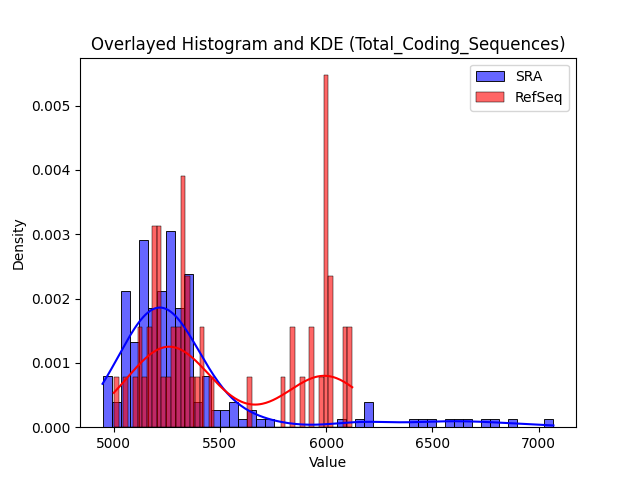 Overlayed Histogram and KDE (Total_Coding_Sequences)
SRA
RefSeq
0.005
0.004
0.003
0.002
0.001
0.000
Density
5000 5500 6000 6500 7000
Value